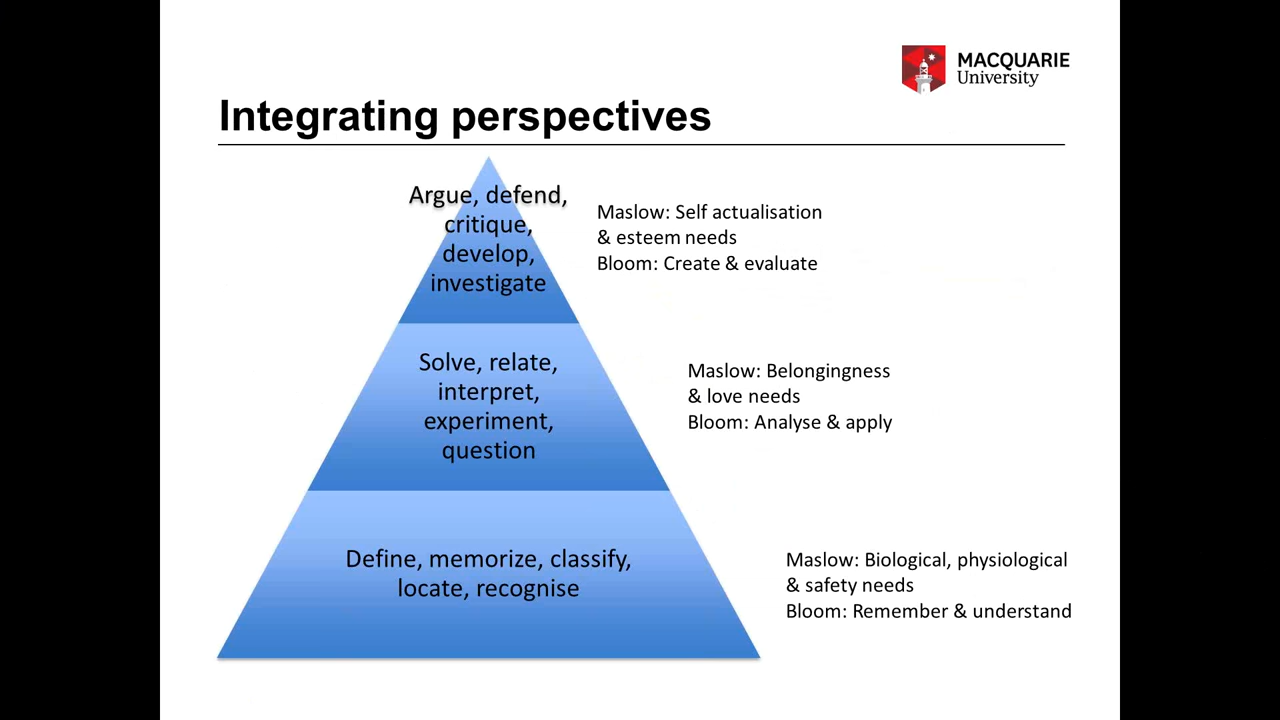 MACQUARIE
University
Integrating perspectives
Argue, defend,
critique,
develop,
investigate
Maslow: Self actualisation
& esteem needs
Bloom: Create & evaluate
Solve, relate,
interpret,
experiment,
question
Maslow: Belongingness
& love needs
Bloom: Analyse & apply
Define, memorize, classify,
locate, recognise
Maslow: Biological, physiological
& safety needs
Bloom: Remember & understand